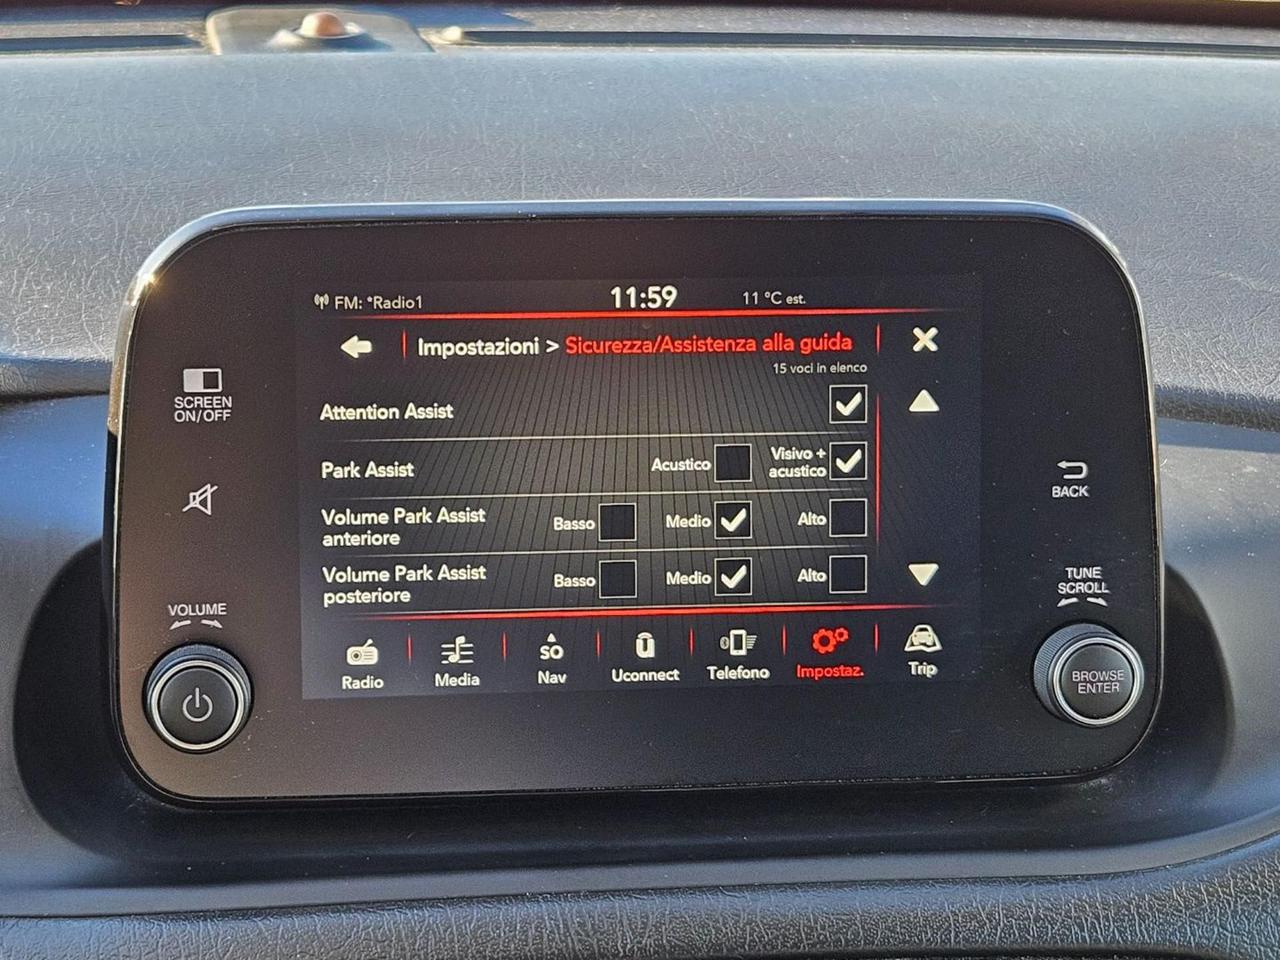 FM: *Radio1
11:59
11 °C est.
Impostazioni > Sicurezza/Assistenza alla guida
15 voci in elenco
Attention Assist
Park Assist
Acustico
Visivo +
acustico
Volume Park Assist
anteriore
Basso
Medio
Alto
Volume Park Assist
posteriore
Basso
Medio
Alto
Radio
Media
SO
Nav
Uconnect
Telefono
Impostaz.
Trip
SCREEN
ON/OFF
VOLUME
BACK
TUNE
SCROLL
BROWSE
ENTER